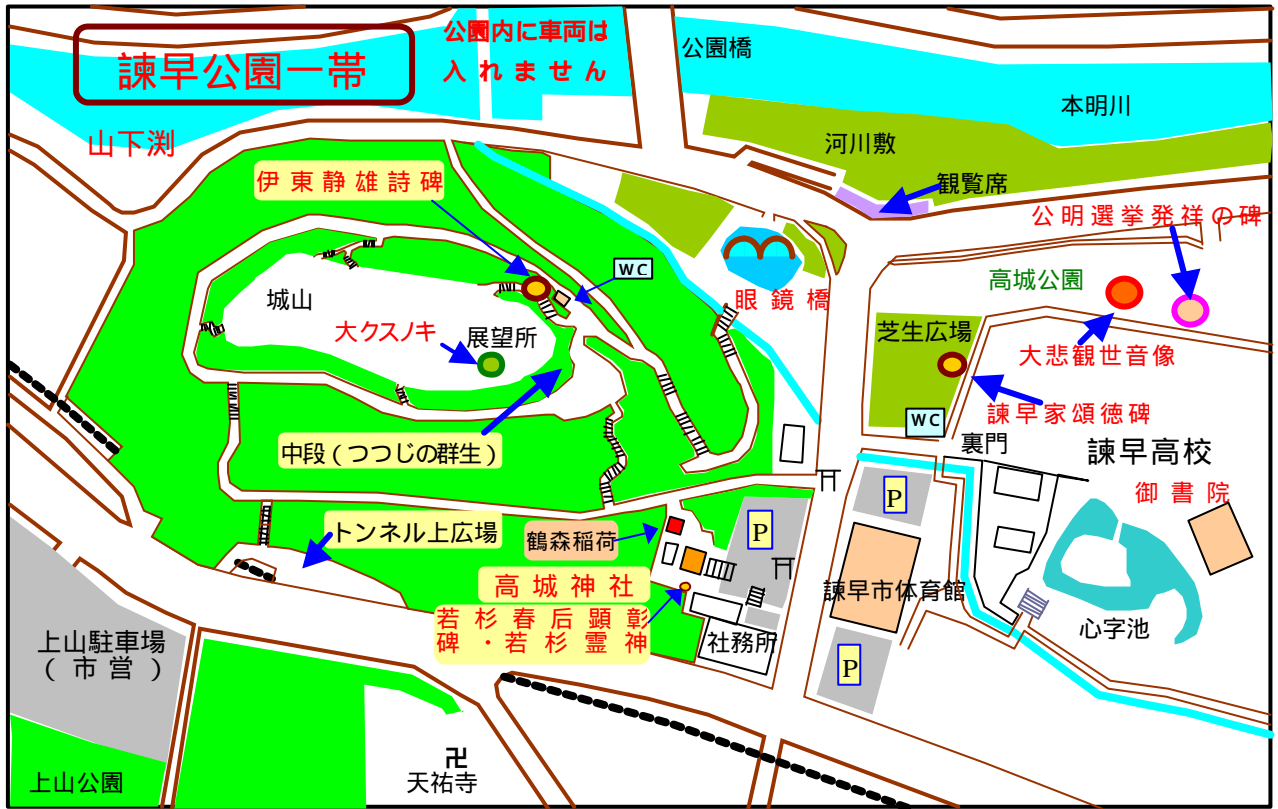 諫早公園一帯
公園内に車両は
入れません
公園橋
本明川
山下渕
河川敷
伊東静雄詩碑
観覧席
公明選挙発祥の碑
WC
高城公園
城山
眼鏡橋
大クスノキ
展望所
芝生広場
大悲観世音像
諫早家頌徳碑
WC
中段（つつじの群生）
裏門
諫早高校
御書院
P
P
トンネル上広場
鶴森稲荷
高城神社
諫早市体育館
若杉春后顕彰
碑・若杉霊神
心字池
上山駐車場
（市営）
社務所
P
卍
天祐寺
上山公園